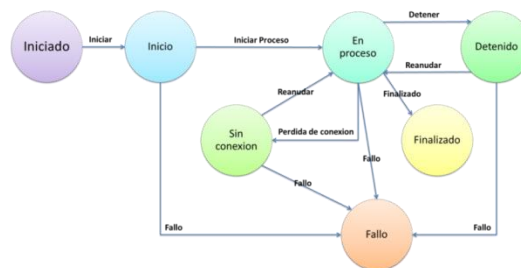 Detener
Iniciado
Iniciar
Inicio
Iniciar Proceso
En
proceso
Detenido
Reanudar
Reanudar
Finalizado
Sin
conexion
Perdida de conexion
Finalizado
Fallo
Fallo
Fallo
Fallo
Fallo